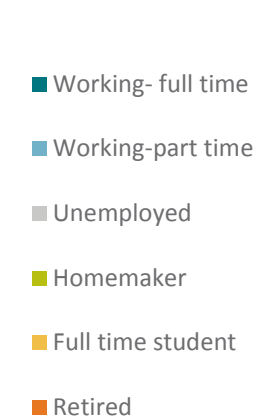 Working- full time
Working-part time
Unemployed
Homemaker
Full time student
Retired